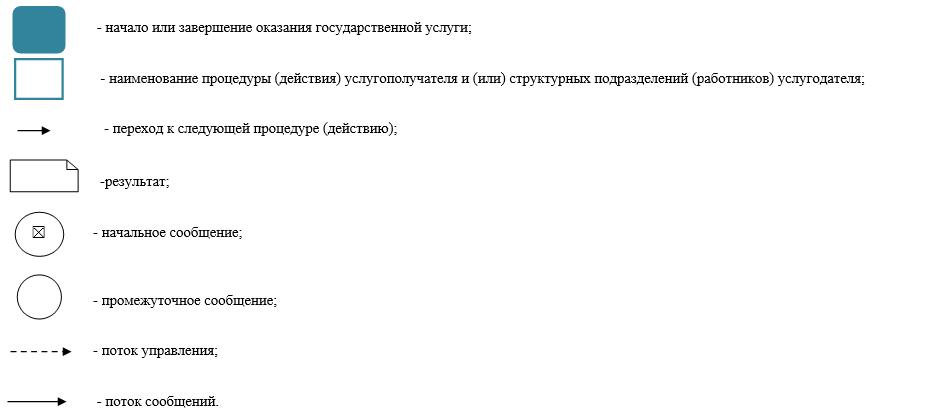 - начало или завершение оказания государственной услуги;
- наименование процедуры (действия) услугополучателя и (или) структурных подразделений (работников) услугодателя;
- переход к следующей процедуре (действию);
-результат;
- начальное сообщение;
- промежуточное сообщение;
- поток управления;
- поток сообщений.